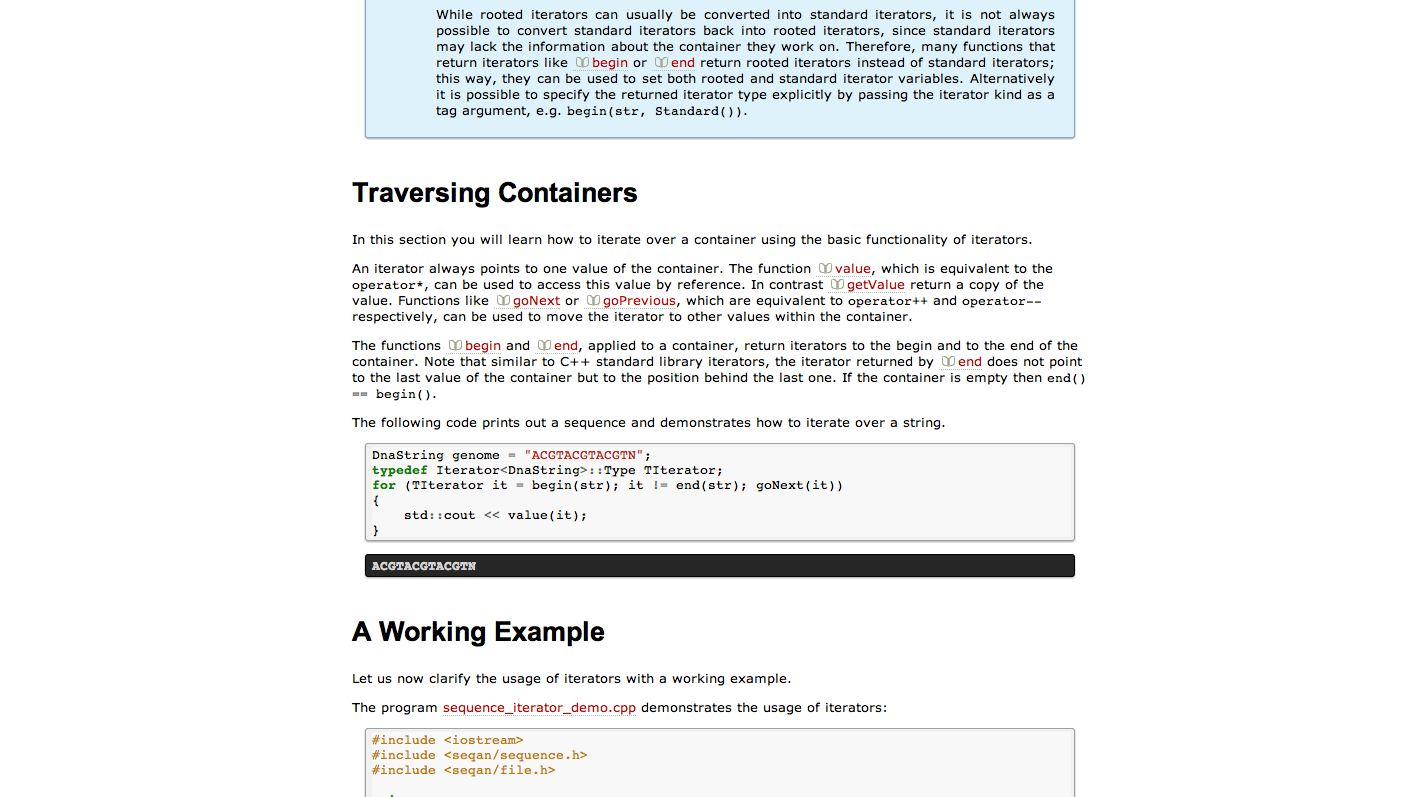 While rooted iterators can usually be converted into standard iterators, it is not always
possible to convert standard iterators back into rooted iterators, since standard iterators
may lack the information about the container they work on. Therefore, many functions that
return iterators like begin or end return rooted iterators instead of standard iterators;
this way, they can be used to set both rooted and standard iterator variables. Alternatively
it is possible to specify the returned iterator type explicitly by passing the iterator kind as a
tag argument, e.g. begin(str, Standard()).
Traversing Containers
In this section you will learn how to iterate over a container using the basic functionality of iterators.
An iterator always points to one value of the container. The function value, which is equivalent to the
operator*, can be used to access this value by reference. In contrast getValue return a copy of the
value. Functions like goNext or goPrevious, which are equivalent to operator++ and operator--
respectively, can be used to move the iterator to other values within the container.
The functions begin and end, applied to a container, return iterators to the begin and to the end of the
container. Note that similar to C++ standard library iterators, the iterator returned by end does not point
to the last value of the container but to the position behind the last one. If the container is empty then end()
== begin().
The following code prints out a sequence and demonstrates how to iterate over a string.
DnaString genome = "ACGTACGTACGTN";
typedef Iterator<DnaString>::Type TIterator;
for (TIterator it = begin(str); it != end(str); goNext(it))
{
    std::cout << value(it);
}
ACGTACGTACGTN
A Working Example
Let us now clarify the usage of iterators with a working example.
The program sequence_iterator_demo.cpp demonstrates the usage of iterators:
#include <iostream>
#include <seqan/sequence.h>
#include <seqan/file.h>